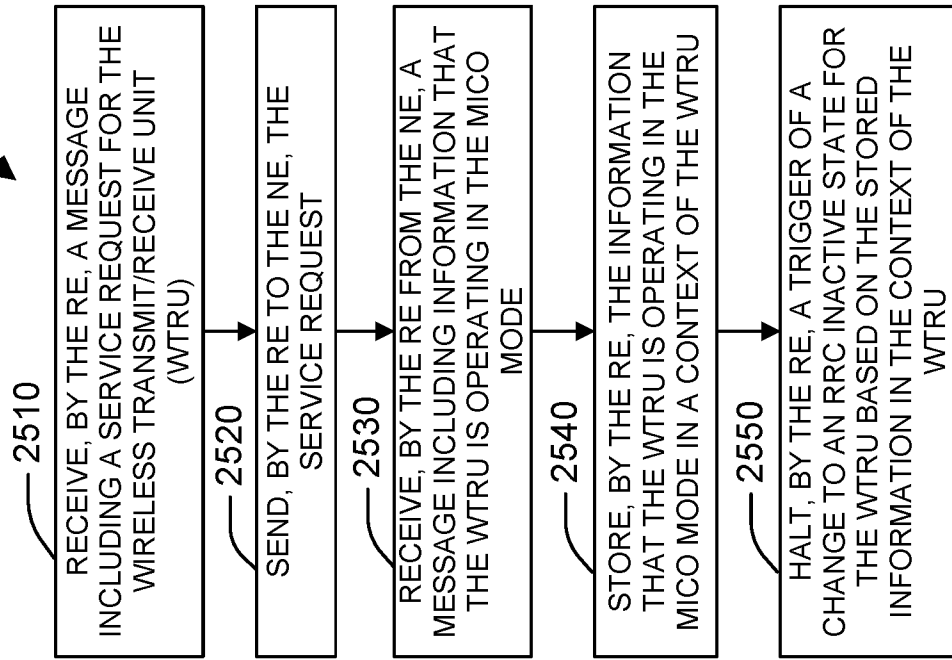 2510
RECEIVE, BY THE RE, A MESSAGE
INCLUDING A SERVICE REQUEST FOR THE
WIRELESS TRANSMIT/RECEIVE UNIT
(WTRU)
2520
SEND, BY THE RE TO THE NE, THE
SERVICE REQUEST
2530
RECEIVE, BY THE RE FROM THE NE, A
MESSAGE INCLUDING INFORMATION THAT
THE WTRU IS OPERATING IN THE MICO
MODE
2540
STORE, BY THE RE, THE INFORMATION
THAT THE WTRU IS OPERATING IN THE
MICO MODE IN A CONTEXT OF THE WTRU
2550
HALT, BY THE RE, A TRIGGER OF A
CHANGE TO AN RRC INACTIVE STATE FOR
THE WTRU BASED ON THE STORED
INFORMATION IN THE CONTEXT OF THE
WTRU